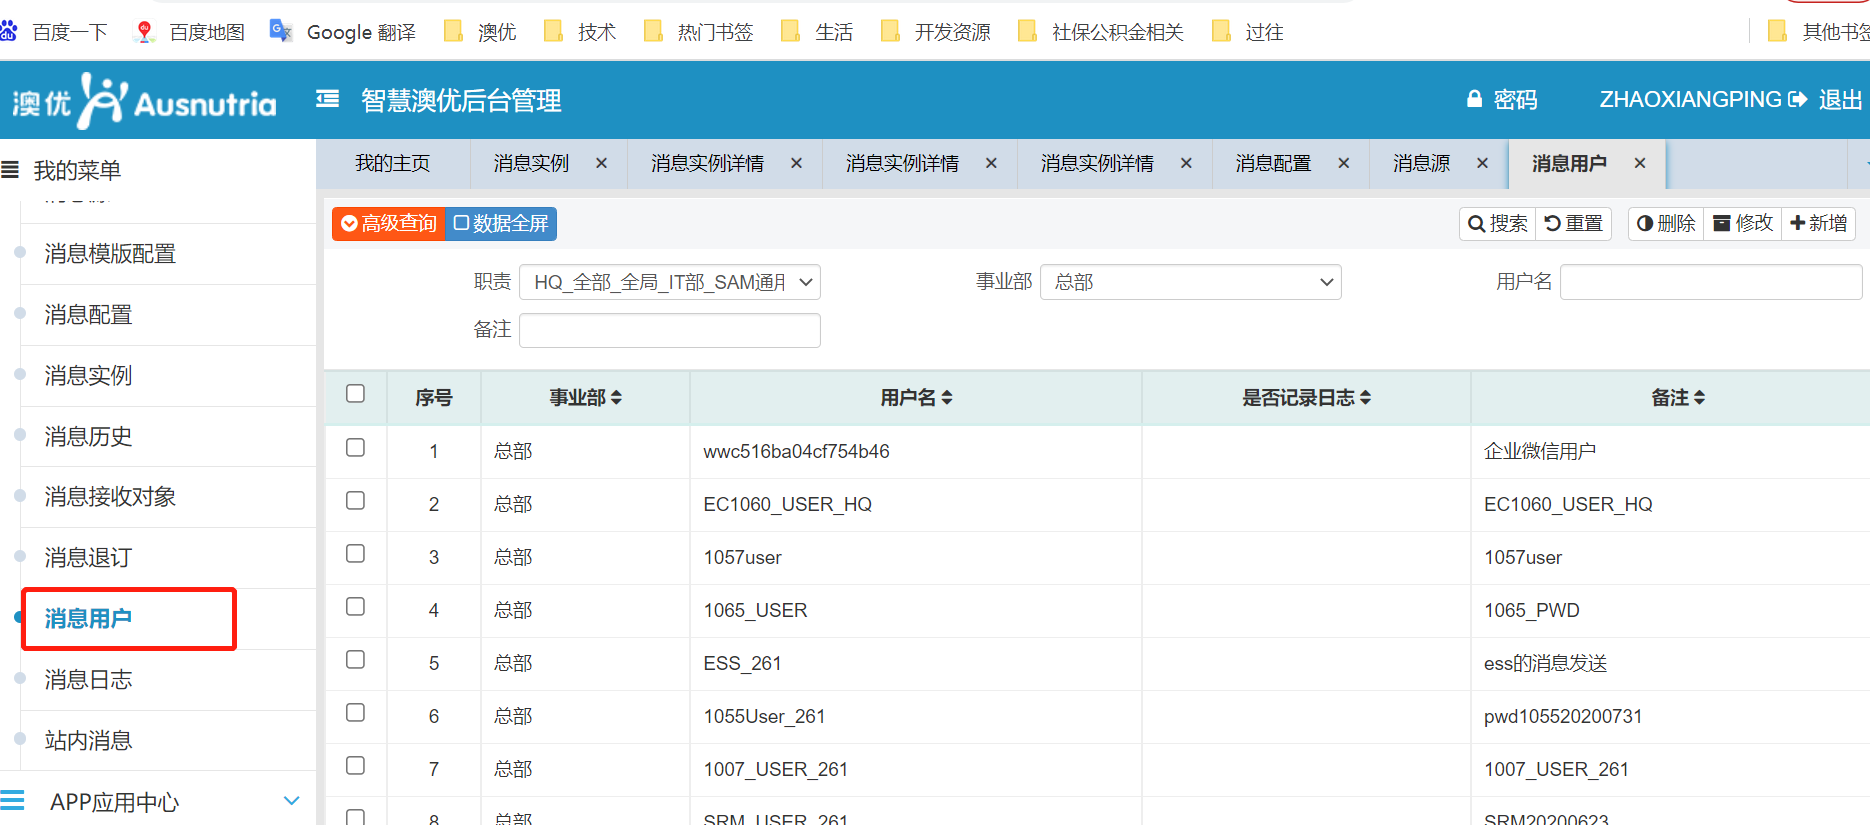 百度一下 百度地图 Google 翻译 澳优 技术 热门书签 生活 开发资源 社保公积金相关 过往 其他书签
澳优 Ausnutria 智慧澳优后台管理 密码 ZHAOXIANGPING 退出
我的菜单 我的主页 消息实例 × 消息实例详情 × 消息实例详情 × 消息实例详情 × 消息配置 × 消息源 × 消息用户 ×
消息源
消息模版配置
消息配置
消息实例
消息历史
消息接收对象
消息退订
消息用户
消息日志
站内消息
APP应用中心
高级查询 数据全屏 搜索 重置 删除 修改 新增
职责 HQ_全部_全局_IT部_SAM通用 事业部 总部 用户名
备注
序号 事业部 用户名 是否记录日志 备注
1 总部 wwc516ba04cf754b46 企业微信用户
2 总部 EC1060_USER_HQ EC1060_USER_HQ
3 总部 1057user 1057user
4 总部 1065_USER 1065_PWD
5 总部 ESS_261 ess的消息发送
6 总部 1055User_261 pwd105520200731
7 总部 1007_USER_261 1007_USER_261
8 总部 SRM_USER_261 SRM20200623